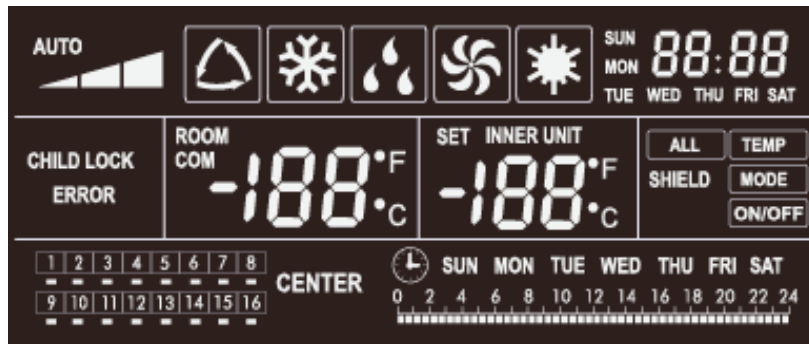 AUTO
SUN
MON
TUE WED THU FRI SAT
88:88
CHILD LOCK
ERROR
ROOM
COM
-188°F
°C
SET INNER UNIT
-188°F
°C
ALL TEMP
SHIELD MODE
ON/OFF
1 2 3 4 5 6 7 8
9 10 11 12 13 14 15 16
CENTER
SUN MON TUE WED THU FRI SAT
0 2 4 6 8 10 12 14 16 18 20 22 24